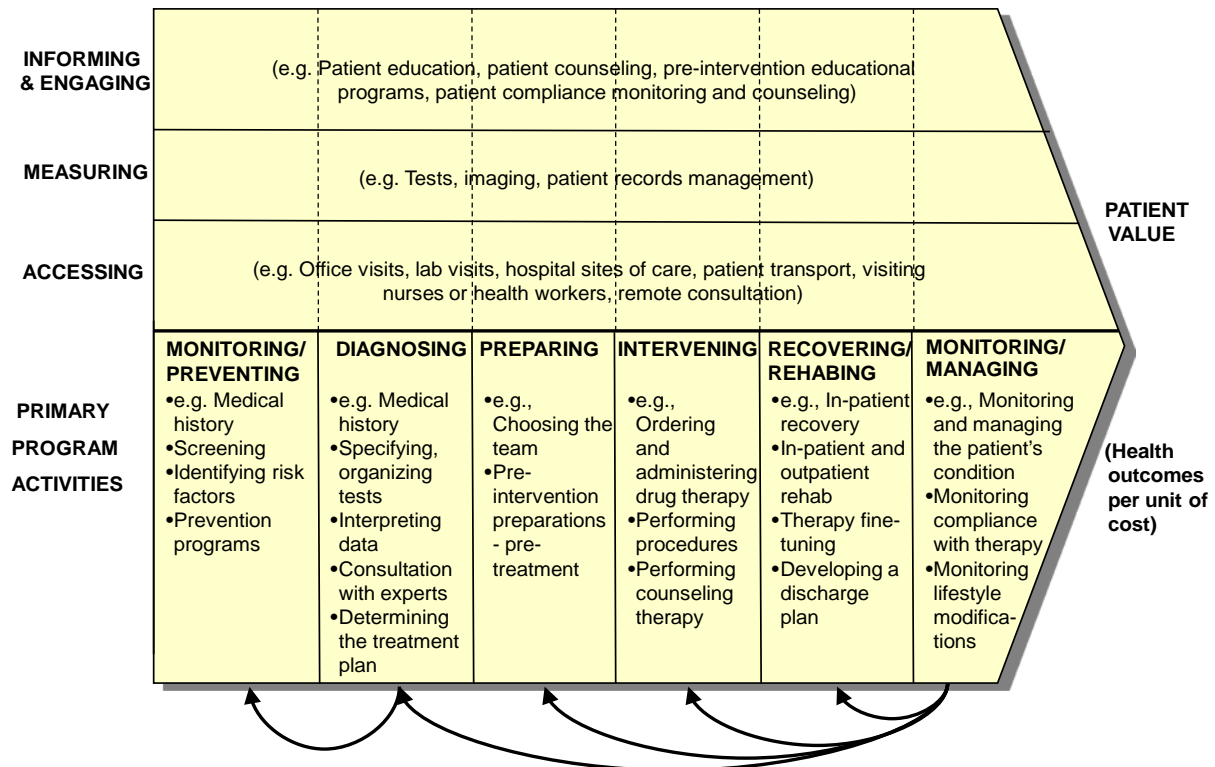 INFORMING
& ENGAGING
(e.g. Patient education, patient counseling, pre-intervention educational
programs, patient compliance monitoring and counseling)
MEASURING
(e.g. Tests, imaging, patient records management)
ACCESSING
(e.g. Office visits, lab visits, hospital sites of care, patient transport, visiting
nurses or health workers, remote consultation)
PATIENT
VALUE
PRIMARY
PROGRAM
ACTIVITIES
MONITORING/
PREVENTING
•e.g. Medical
history
•Screening
•Identifying risk
factors
•Prevention
programs
DIAGNOSING
•e.g. Medical
history
•Specifying,
organizing
tests
•Interpreting
data
•Consultation
with experts
•Determining
the treatment
plan
PREPARING
•e.g.,
Choosing the
team
•Pre-
intervention
preparations
- pre-
treatment
INTERVENING
•e.g.,
Ordering
and
administering
drug therapy
•Performing
procedures
•Performing
counseling
therapy
RECOVERING/
REHABING
•e.g., In-patient
recovery
•In-patient and
outpatient
rehab
•Therapy fine-
tuning
•Developing a
discharge
plan
MONITORING/
MANAGING
•e.g., Monitoring
and managing
the patient's
condition
•Monitoring
compliance
with therapy
•Monitoring
lifestyle
modifica-
tions
(Health
outcomes
per unit of
cost)